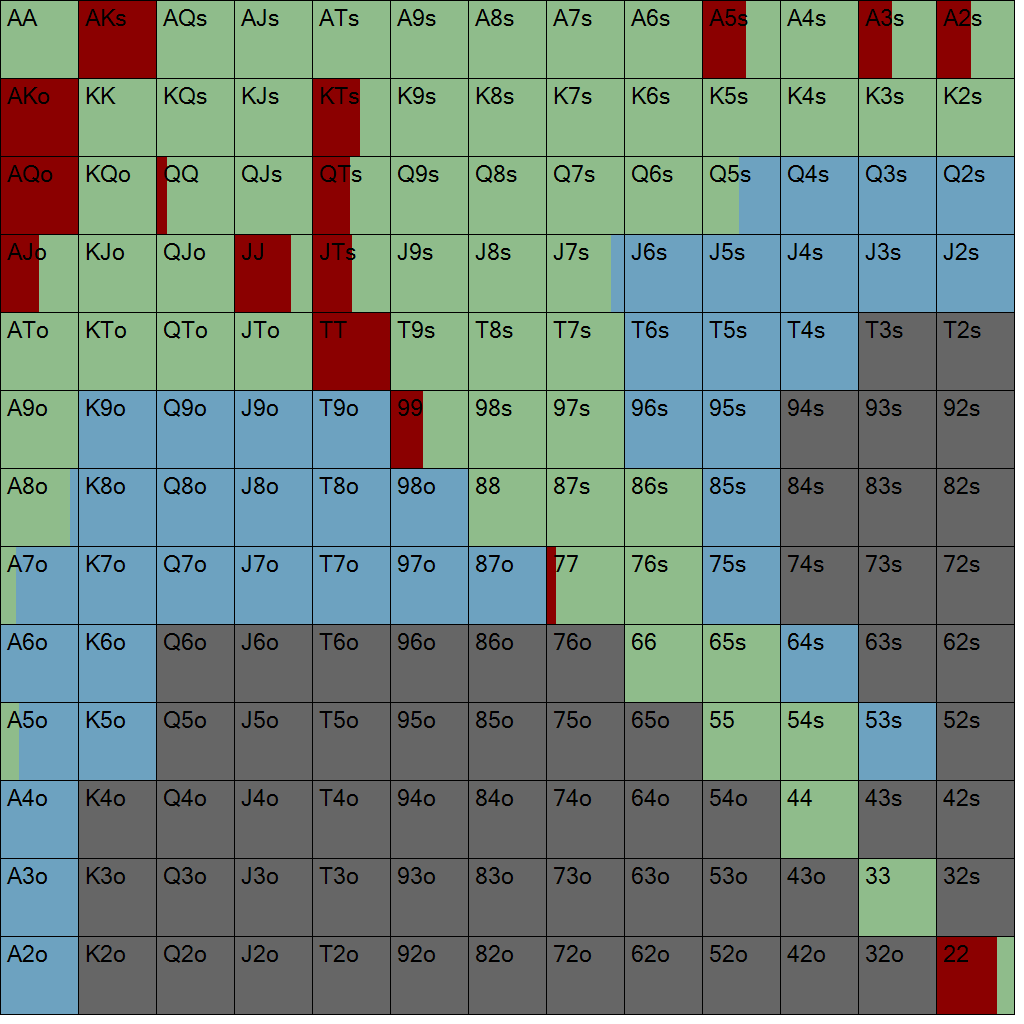 AA AKs AQs AJs ATs A9s A8s A7s A6s A5s A4s A3s A2s
AKo KK KQs KJs KTs K9s K8s K7s K6s K5s K4s K3s K2s
AQo KQo QQ QJs QTs Q9s Q8s Q7s Q6s Q5s Q4s Q3s Q2s
AJo KJo QJo JJ JTs J9s J8s J7s J6s J5s J4s J3s J2s
ATo KTo QTo JTo TT T9s T8s T7s T6s T5s T4s T3s T2s
A9o K9o Q9o J9o T9o 99 98s 97s 96s 95s 94s 93s 92s
A8o K8o Q8o J8o T8o 98o 88 87s 86s 85s 84s 83s 82s
A7o K7o Q7o J7o T7o 97o 87o 77 76s 75s 74s 73s 72s
A6o K6o Q6o J6o T6o 96o 86o 76o 66 65s 64s 63s 62s
A5o K5o Q5o J5o T5o 95o 85o 75o 65o 55 54s 53s 52s
A4o K4o Q4o J4o T4o 94o 84o 74o 64o 54o 44 43s 42s
A3o K3o Q3o J3o T3o 93o 83o 73o 63o 53o 43o 33 32s
A2o K2o Q2o J2o T2o 92o 82o 72o 62o 52o 42o 32o 22